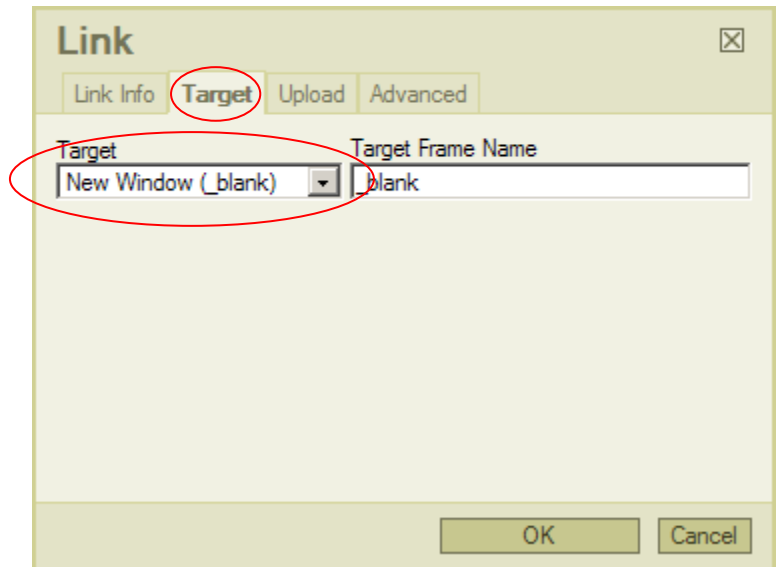 Link
Link Info Target Upload Advanced
Target Target Frame Name
New Window (_blank) _blank
OK Cancel